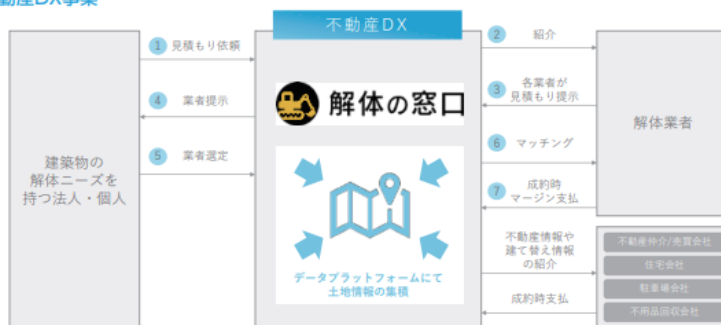 不動産DX事業
不動産DX
建築物の
解体ニーズを
持つ法人・個人
1 見積もり依頼
4 業者提示
5 業者選定
解体の窓口
データプラットフォームにて
土地情報の集積
2 紹介
3 各業者が
見積もり提示
6 マッチング
7 成約時
マージン支払
解体業者
不動産情報や
建て替え情報
の紹介
成約時支払
不動産仲介/売買会社
住宅会社
駐車場会社
不用品回収会社